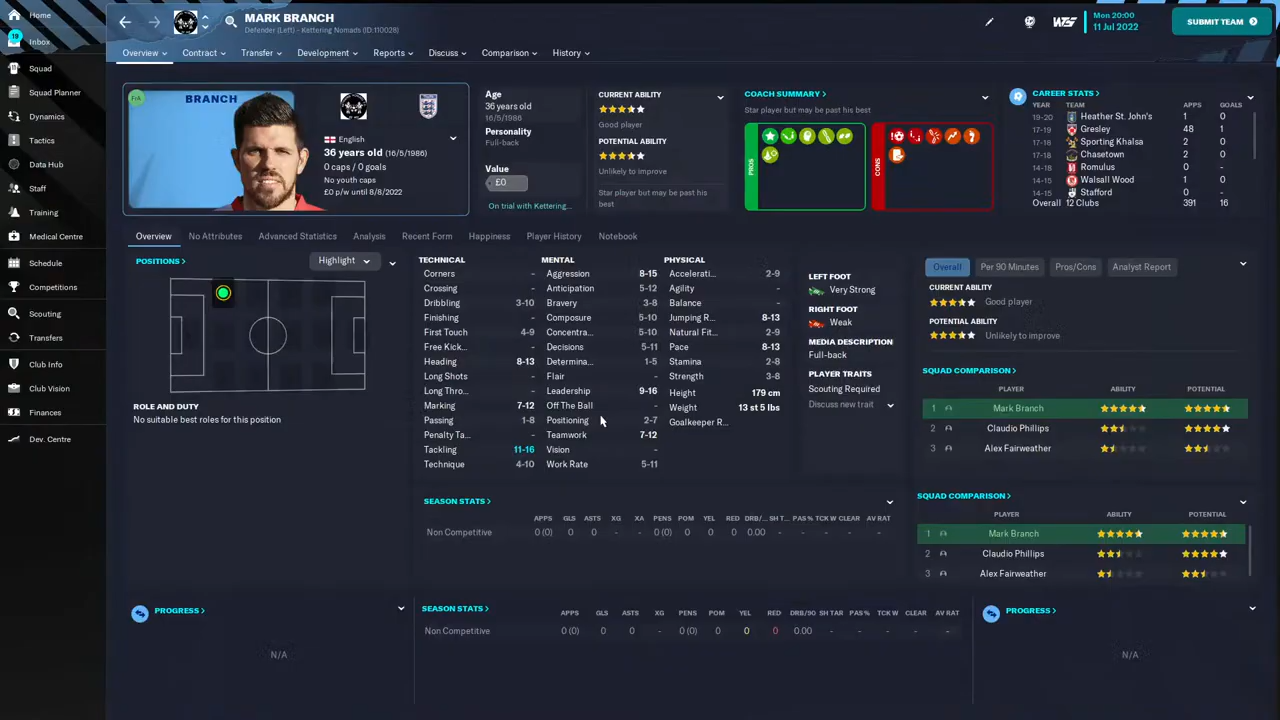 Home
19
Inbox
Squad
Squad Planner
Dynamics
Tactics
Data Hub
Staff
Training
Medical Centre
Schedule
Competitions
Scouting
Transfers
Club Info
Club Vision
Finances
Dev. Centre
MARK BRANCH
Defender (Left) - Kettering Nomads (ID:110028)
Mon 20:00
11 Jul 2022
SUBMIT TEAM
Overview Contract Transfer Development Reports Discuss Comparison History
FrA
BRANCH
English
36 years old (16/5/1986)
0 caps / 0 goals
No youth caps
£0 p/w until 8/8/2022
Age
36 years old
16/5/1986
Personality
Full-back
Value
£0
On trial with Kettering...
CURRENT ABILITY
Good player
POTENTIAL ABILITY
Unlikely to improve
Star player but may be past his
best
COACH SUMMARY >
Star player but may be past his best
PROS
CONS
CAREER STATS >
YEAR TEAM APPS GOALS
19-20 Heather St. John's 1 0
17-19 Gresley 48 1
17-18 Sporting Khalsa 2 0
17-18 Chasetown 2 0
14-18 Romulus - -
14-15 Walsall Wood 1 0
14-15 Stafford 0 -
Overall 12 Clubs 391 16
Overview No Attributes Advanced Statistics Analysis Recent Form Happiness Player History Notebook
POSITIONS >
Highlight
ROLE AND DUTY
No suitable best roles for this position
TECHNICAL
Corners -
Crossing -
Dribbling 3-10
Finishing -
First Touch 4-9
Free Kick... -
Heading 8-13
Long Shots -
Long Thro... -
Marking 7-12
Passing 1-8
Penalty Ta... -
Tackling 11-16
Technique 4-10
MENTAL
Aggression 8-15
Anticipation 5-12
Bravery 3-8
Composure 5-10
Concentra... 5-10
Decisions 5-11
Determina... 1-5
Flair -
Leadership 9-16
Off The Ball -
Positioning 2-7
Teamwork 7-12
Vision -
Work Rate 5-11
PHYSICAL
Accelerati... 2-9
Agility -
Balance -
Jumping R... 8-13
Natural Fit... 2-9
Pace 8-13
Stamina 2-8
Strength 3-8
Height 179 cm
Weight 13 st 5 lbs
Goalkeeper R...
LEFT FOOT
Very Strong
RIGHT FOOT
Weak
MEDIA DESCRIPTION
Full-back
PLAYER TRAITS
Scouting Required
Discuss new trait
Overall Per 90 Minutes Pros/Cons Analyst Report
CURRENT ABILITY
Good player
POTENTIAL ABILITY
Unlikely to improve
SQUAD COMPARISON >
PLAYER ABILITY POTENTIAL
1 Mark Branch
2 Claudio Phillips
3 Alex Fairweather
SEASON STATS >
APPS GLS ASTS XG XA PENS POM YEL RED DRB/... SH T... PAS% TCK W CLEAR AV RAT
Non Competitive 0 (0) 0 0 - - 0 (0) 0 0 0 0.00 - - - - -
SQUAD COMPARISON >
PLAYER ABILITY POTENTIAL
1 Mark Branch
2 Claudio Phillips
3 Alex Fairweather
PROGRESS >
N/A
SEASON STATS >
APPS GLS ASTS XG PENS POM YEL RED DRB/90 SH TAR PAS% TCK W CLEAR AV RAT
Non Competitive 0 (0) 0 0 - 0 (0) 0 0 0 0.00 - - - - -
PROGRESS >
N/A